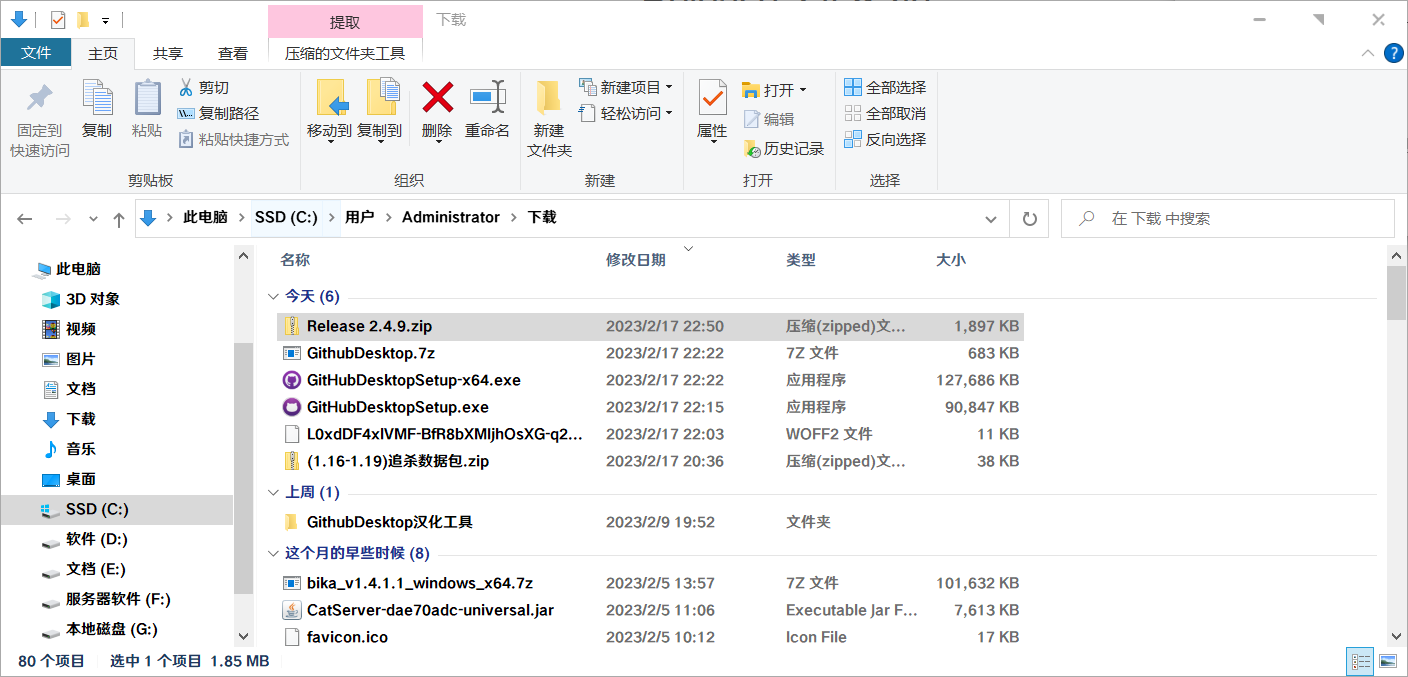 提取
下载
文件
主页
共享
查看
压缩的文件夹工具
固定到
快速访问
复制
粘贴
剪切
复制路径
粘贴快捷方式
剪贴板
移动到
复制到
删除
重命名
组织
新建
文件夹
新建项目
轻松访问
新建
属性
打开
编辑
历史记录
打开
全部选择
全部取消
反向选择
选择
此电脑
SSD (C:)
用户
Administrator
下载
在 下载 中搜索
此电脑
3D 对象
视频
图片
文档
下载
音乐
桌面
SSD (C:)
软件 (D:)
文档 (E:)
服务器软件 (F:)
本地磁盘 (G:)
名称 修改日期 类型 大小
今天 (6)
Release 2.4.9.zip 2023/2/17 22:50 压缩(zipped)文... 1,897 KB
GithubDesktop.7z 2023/2/17 22:22 7Z 文件 683 KB
GitHubDesktopSetup-x64.exe 2023/2/17 22:22 应用程序 127,686 KB
GitHubDesktopSetup.exe 2023/2/17 22:15 应用程序 90,847 KB
L0xdDF4xlVMF-BfR8bXMIjhOsXG-q2... 2023/2/17 22:03 WOFF2 文件 11 KB
(1.16-1.19)追杀数据包.zip 2023/2/17 20:36 压缩(zipped)文... 38 KB
上周 (1)
GithubDesktop汉化工具 2023/2/9 19:52 文件夹
这个月的早些时候 (8)
bika_v1.4.1.1_windows_x64.7z 2023/2/5 13:57 7Z 文件 101,632 KB
CatServer-dae70adc-universal.jar 2023/2/5 11:06 Executable Jar F... 7,613 KB
favicon.ico 2023/2/5 10:12 Icon File 17 KB
80 个项目 选中 1 个项目 1.85 MB